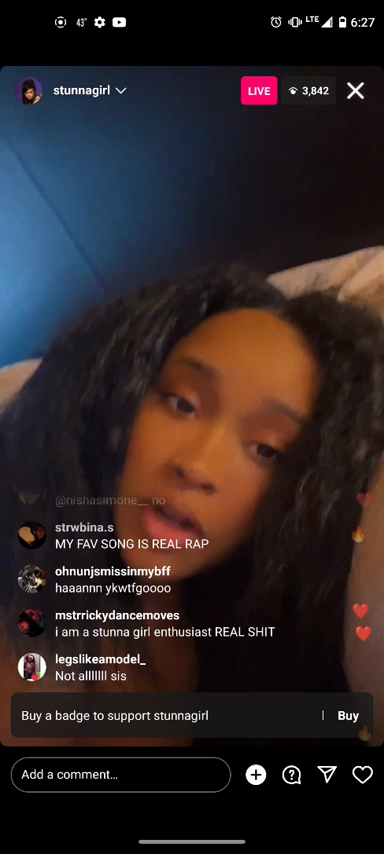 43° LTE 6:27
stunnagirl LIVE 3,842
@nishasimone__ no
strwbina.s
MY FAV SONG IS REAL RAP
ohnunjsmissinmybff
haaannn ykwtfgoooo
mstrrickydancemoves
i am a stunna girl enthusiast REAL SHIT
legslikeamodel_
Not alllllll sis
Buy a badge to support stunnagirl | Buy
Add a comment...